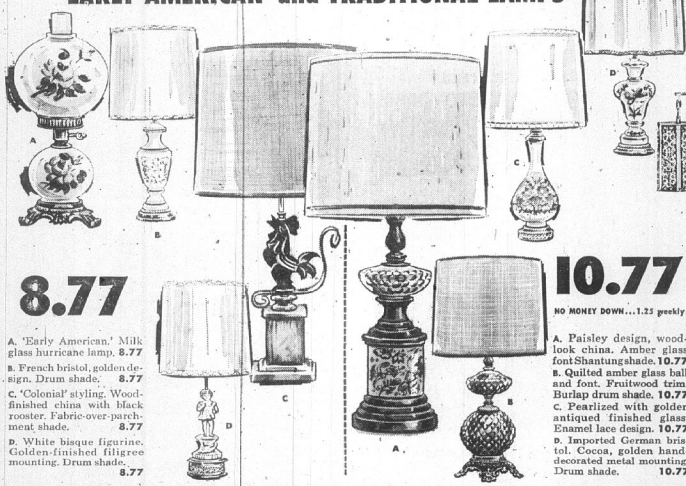 EARLY AMERICAN and TRADITIONAL LAMPS
A
B
C
D
8.77
A. 'Early American.' Milk
glass hurricane lamp. 8.77
B. French bristol, golden de-
sign. Drum shade. 8.77
C. 'Colonial' styling. Wood-
finished china with black
rooster. Fabric-over-parch-
ment shade. 8.77
D. White bisque figurine.
Golden-finished filigree
mounting. Drum shade.
8.77
A.
B
C
D
10.77
NO MONEY DOWN...1.25 weekly
A. Paisley design, wood-
look china. Amber glass
font Shantung shade. 10.77
B. Quilted amber glass ball
and font. Fruitwood trim.
Burlap drum shade. 10.77
C. Pearlized with golden
antiqued finished glass
Enamel lace design. 10.77
D. Imported German bris-
tol. Cocoa, golden hand-
decorated metal mounting
Drum shade. 10.77